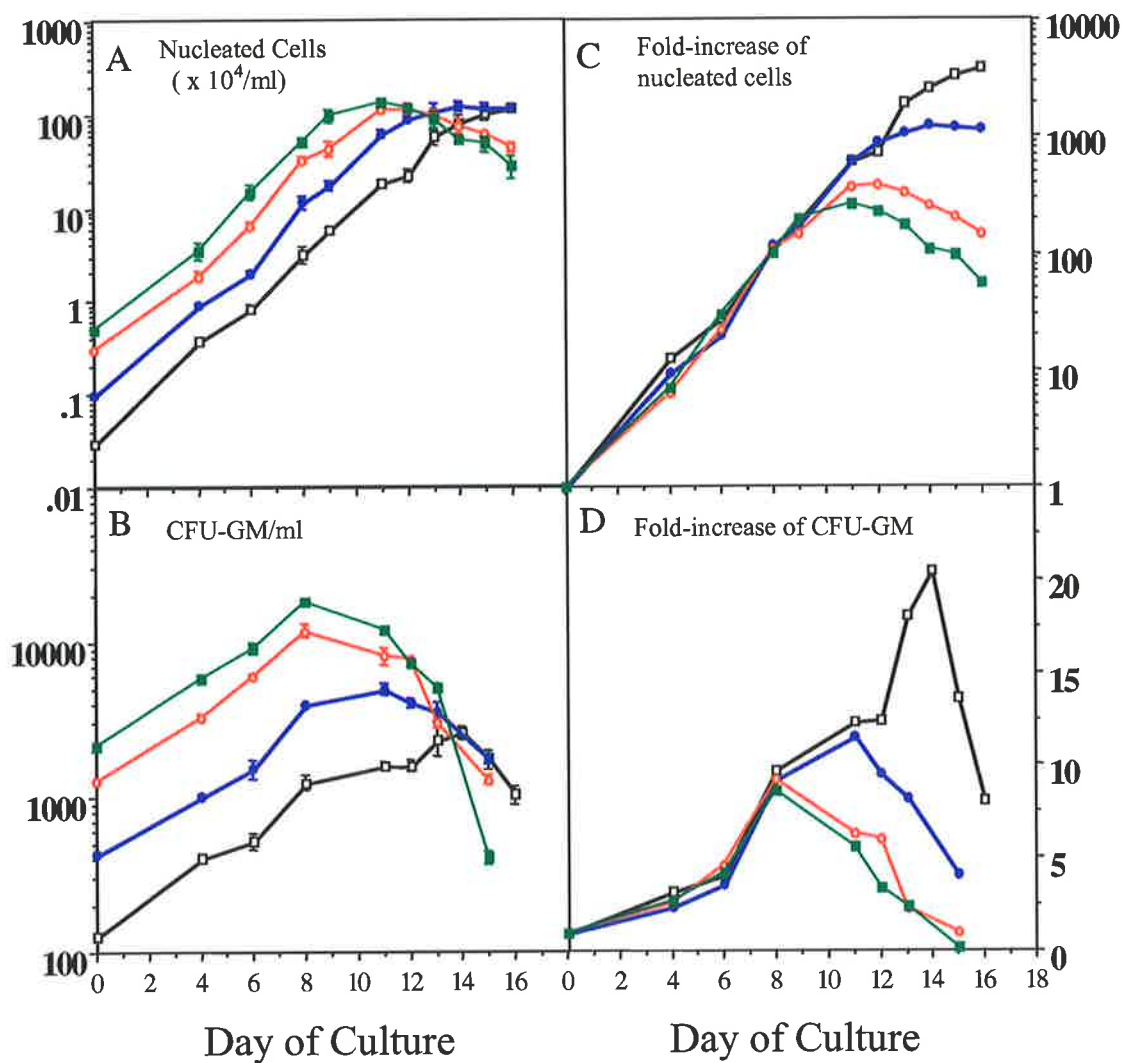 1000
100
10
1
.1
.01
A
Nucleated Cells
( x 10⁴/ml)
C
Fold-increase of
nucleated cells
10000
1000
100
10
1
B
CFU-GM/ml
10000
1000
100
D
Fold-increase of CFU-GM
20
15
10
5
0
0 2 4 6 8 10 12 14 16
0 2 4 6 8 10 12 14 16 18
Day of Culture
Day of Culture